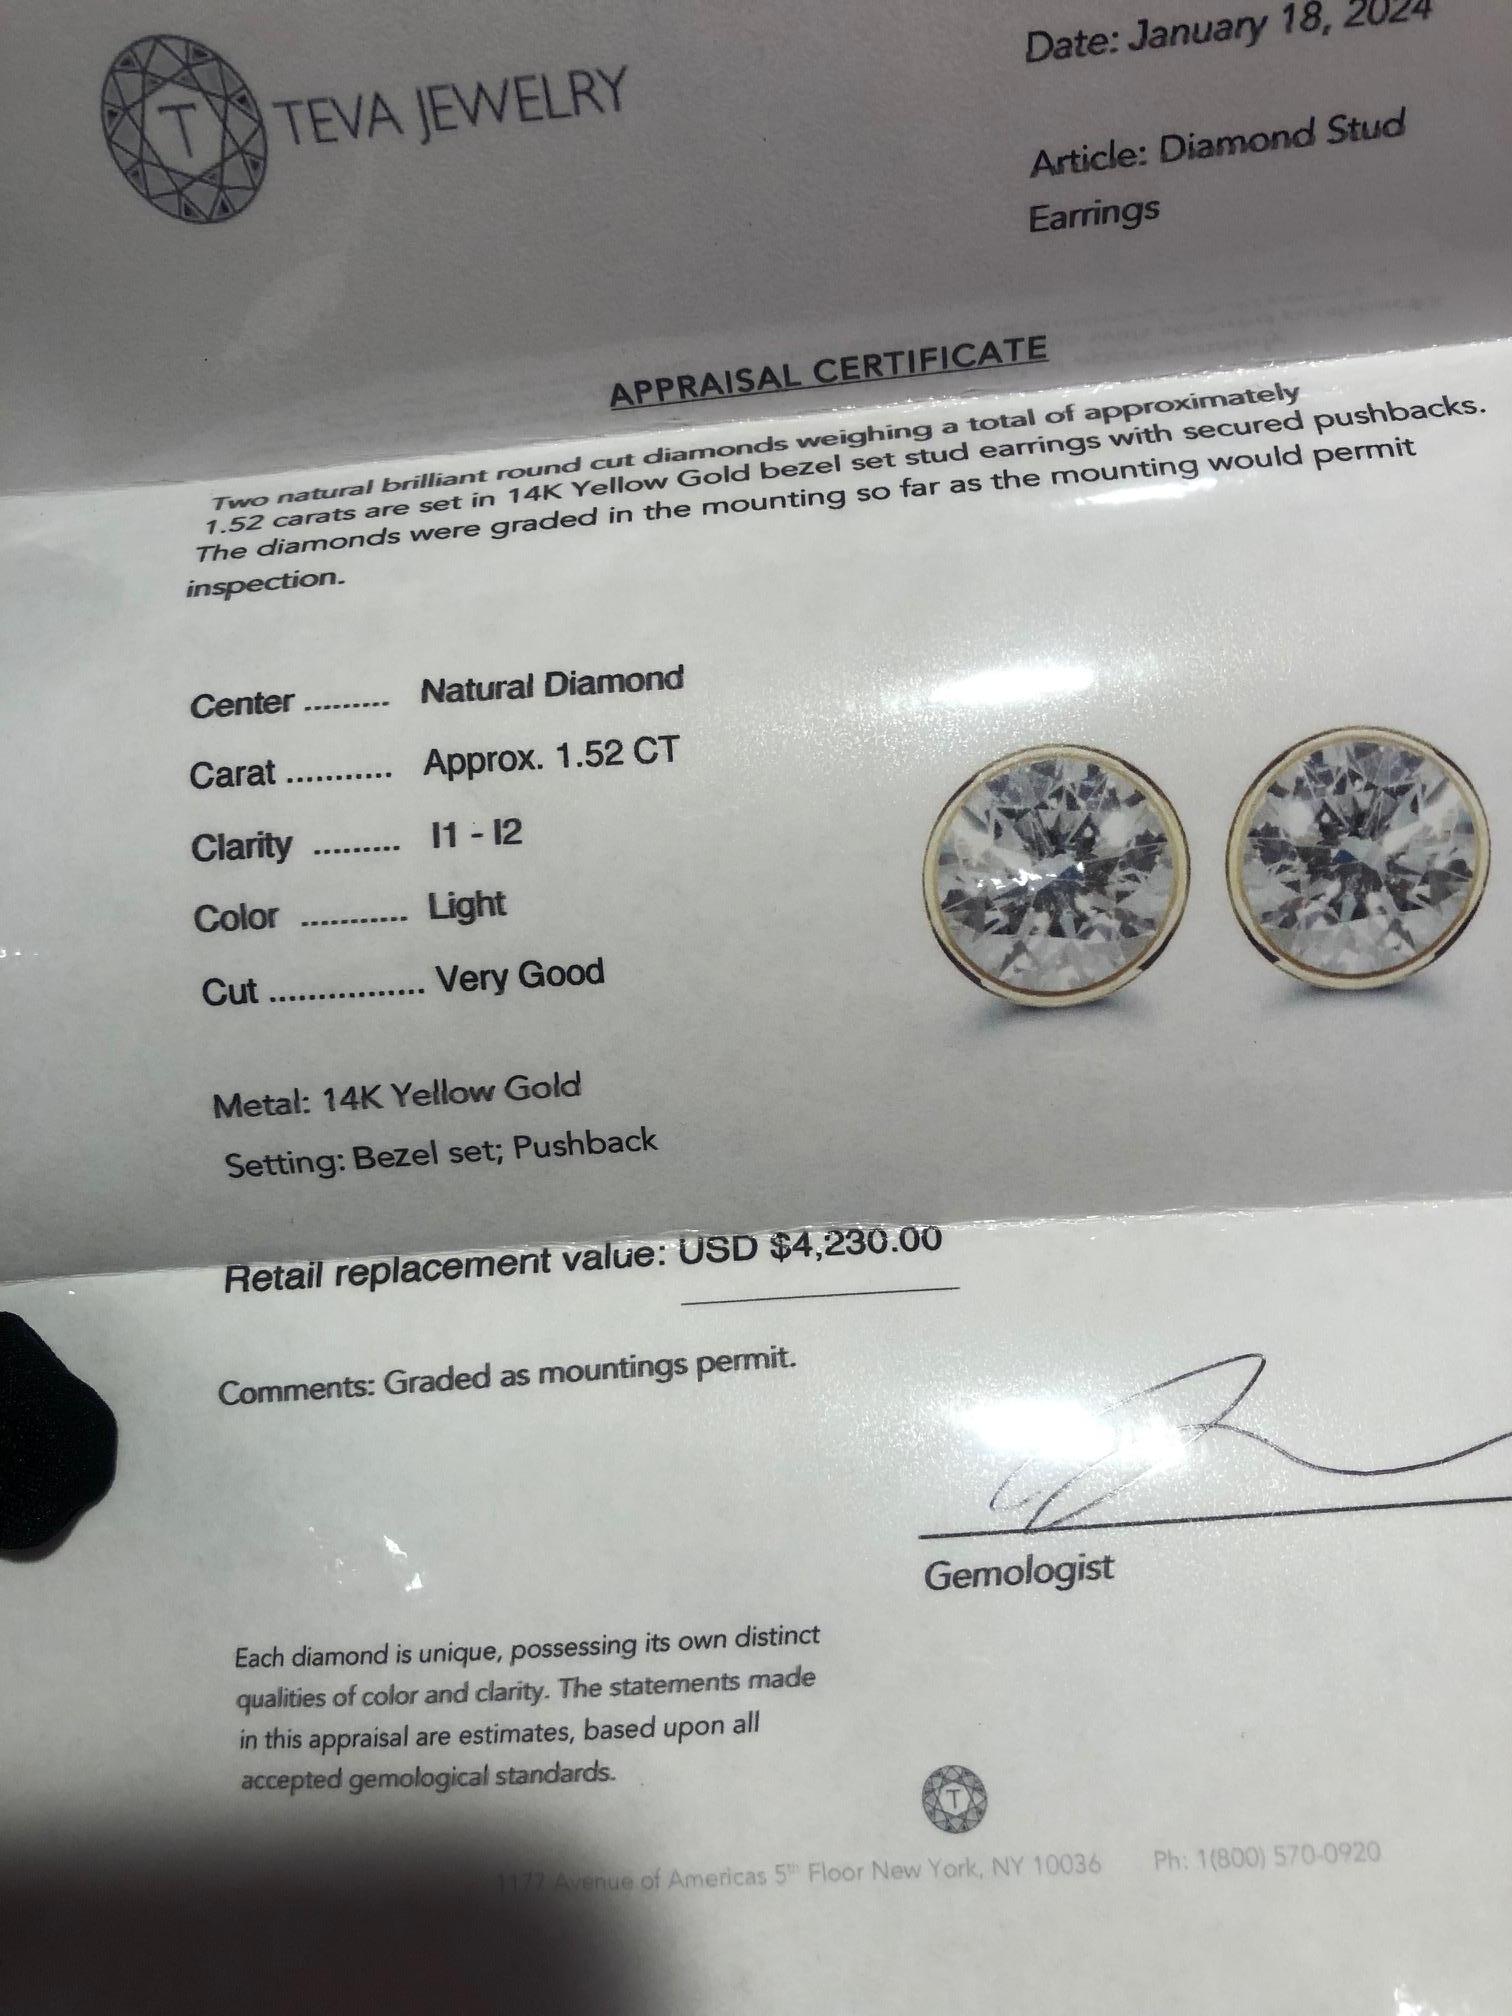 T TEVA JEWELRY
Date: January 18, 2024
Article: Diamond Stud
Earrings
APPRAISAL CERTIFICATE
Two natural brilliant round cut diamonds weighing a total of approximately
1.52 carats are set in 14K Yellow Gold bezel set stud earrings with secured pushbacks.
The diamonds were graded in the mounting so far as the mounting would permit
inspection.
Center ......... Natural Diamond
Carat ........... Approx. 1.52 CT
Clarity ......... I1 - I2
Color ........... Light
Cut ................ Very Good
Metal: 14K Yellow Gold
Setting: Bezel set; Pushback
Retail replacement value: USD $4,230.00
Comments: Graded as mountings permit.
Gemologist
Each diamond is unique, possessing its own distinct
qualities of color and clarity. The statements made
in this appraisal are estimates, based upon all
accepted gemological standards.
T
1177 Avenue of Americas 5th Floor New York, NY 10036 Ph: 1(800) 570-0920